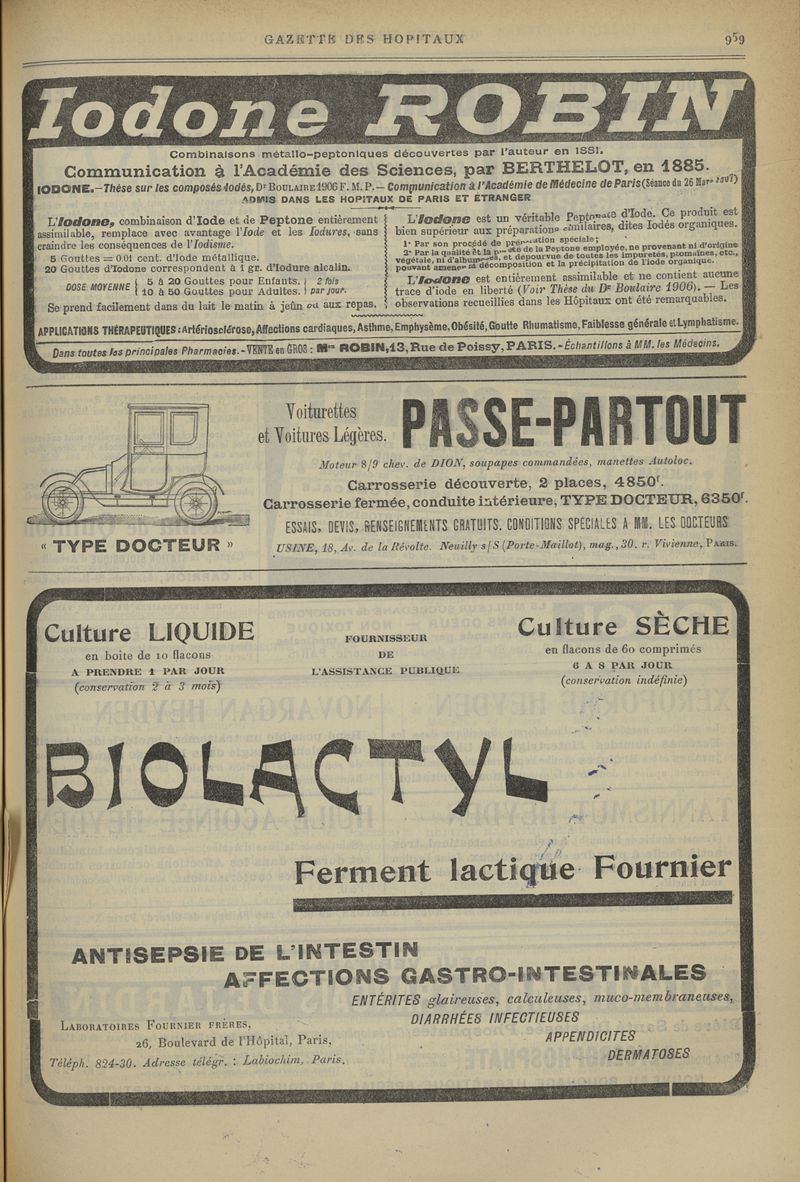 GAZETTE DES HOPITAUX 959
Iodone ROBIN
Combinaisons métallo-peptoniques découvertes par l'auteur en 1881.
Communication à l'Académie des Sciences, par BERTHELOT, en 1885.
IODONE.—Thèse sur les composés iodés, Dr BOULAIRE 1906 F. M. P. — Communication à l'Académie de Médecine de Paris (Séance du 26 Mars 1907)
ADMIS DANS LES HOPITAUX DE PARIS ET ÉTRANGER
L'Iodone, combinaison d'Iode et de Peptone entièrement
assimilable, remplace avec avantage l'Iode et les Iodures, sans
craindre les conséquences de l'Iodisme.
5 Gouttes = 0.01 cent. d'Iode métallique.
20 Gouttes d'Iodone correspondent à 1 gr. d'Iodure alcalin.
DOSE MOYENNE { 5 à 20 Gouttes pour Enfants. } 2 fois
{ 10 à 50 Gouttes pour Adultes. } par jour.
Se prend facilement dans du lait le matin à jeûn ou aux repas.
L'Iodone est un véritable Peptonate d'Iode. Ce produit est
bien supérieur aux préparations similaires, dites Iodés organiques.
1° Par son procédé de préparation spéciale;
2° Par la qualité et la pureté de la Peptone employée, ne provenant ni d'origine
végétale, ni d'albumoses, et dépourvue de toutes les impuretés, ptomaïnes, etc.,
pouvant amener sa décomposition et la précipitation de l'iode organique.
L'Iodone est entièrement assimilable et ne contient aucune
trace d'iode en liberté (Voir Thèse du Dr Boulaire 1906). — Les
observations recueillies dans les Hôpitaux ont été remarquables.
APPLICATIONS THÉRAPEUTIQUES: Artériosclérose, Affections cardiaques, Asthme, Emphysème, Obésité, Goutte Rhumatisme, Faiblesse générale et Lymphatisme.
Dans toutes les principales Pharmacies.-VENTE en GROS: Mon ROBIN, 13, Rue de Poissy, PARIS.-Échantillons à MM. les Médecins.
Voiturettes
et Voitures Légères.
PASSE-PARTOUT
Moteur 8/9 chev. de DION, soupapes commandées, manettes Autoloc.
Carrosserie découverte, 2 places, 4850f.
Carrosserie fermée, conduite intérieure, TYPE DOCTEUR, 6350f.
ESSAIS, DEVIS, RENSEIGNEMENTS GRATUITS. CONDITIONS SPÉCIALES A MM. LES DOCTEURS
« TYPE DOCTEUR »
USINE, 18, Av. de la Révolte. Neuilly s/S (Porte-Maillot), mag., 30. r. Vivienne, PARIS.
Culture LIQUIDE
en boite de 10 flacons
A PRENDRE 1 PAR JOUR
(conservation 2 à 3 mois)
FOURNISSEUR
DE
L'ASSISTANCE PUBLIQUE
Culture SÈCHE
en flacons de 60 comprimés
6 A 8 PAR JOUR
(conservation indéfinie)
BIOLACTYL
Ferment lactique Fournier
ANTISEPSIE DE L'INTESTIN
AFFECTIONS GASTRO-INTESTINALES
ENTÉRITES glaireuses, calculeuses, muco-membraneuses,
DIARRHÉES INFECTIEUSES
APPENDICITES
DERMATOSES
LABORATOIRES FOURNIER FRÈRES,
26, Boulevard de l'Hôpital, Paris,
Téléph. 824-30. Adresse télégr. : Labiochim, Paris.